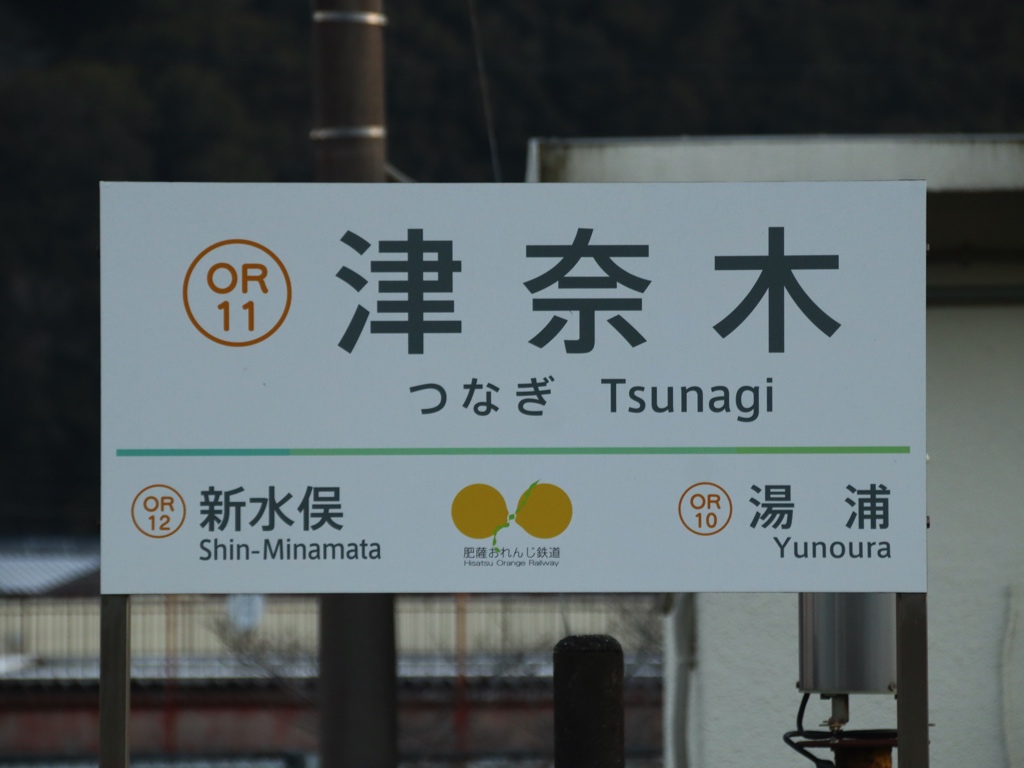 OR
11
津奈木
つなぎ Tsunagi
OR
12
新水俣
Shin-Minamata
肥薩おれんじ鉄道
Hisatsu Orange Railway
OR
10
湯浦
Yunoura